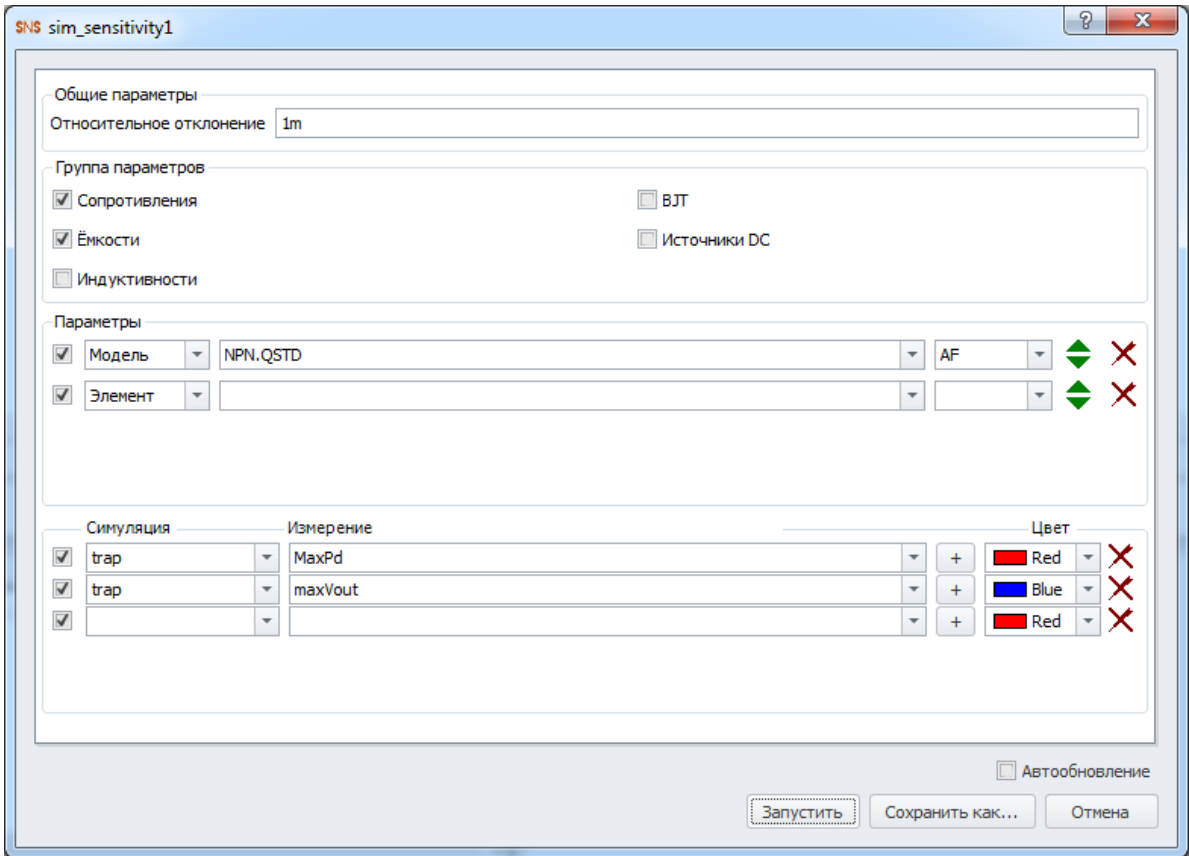 SNS sim_sensitivity1 ?
Общие параметры
Относительное отклонение 1m
Группа параметров
Сопротивления BJT
Ёмкости Источники DC
Индуктивности
Параметры
Модель NPN.QSTD AF
Элемент
Симуляция Измерение Цвет
trap MaxPd + Red
trap maxVout + Blue
+ Red
Автообновление
Запустить Сохранить как... Отмена